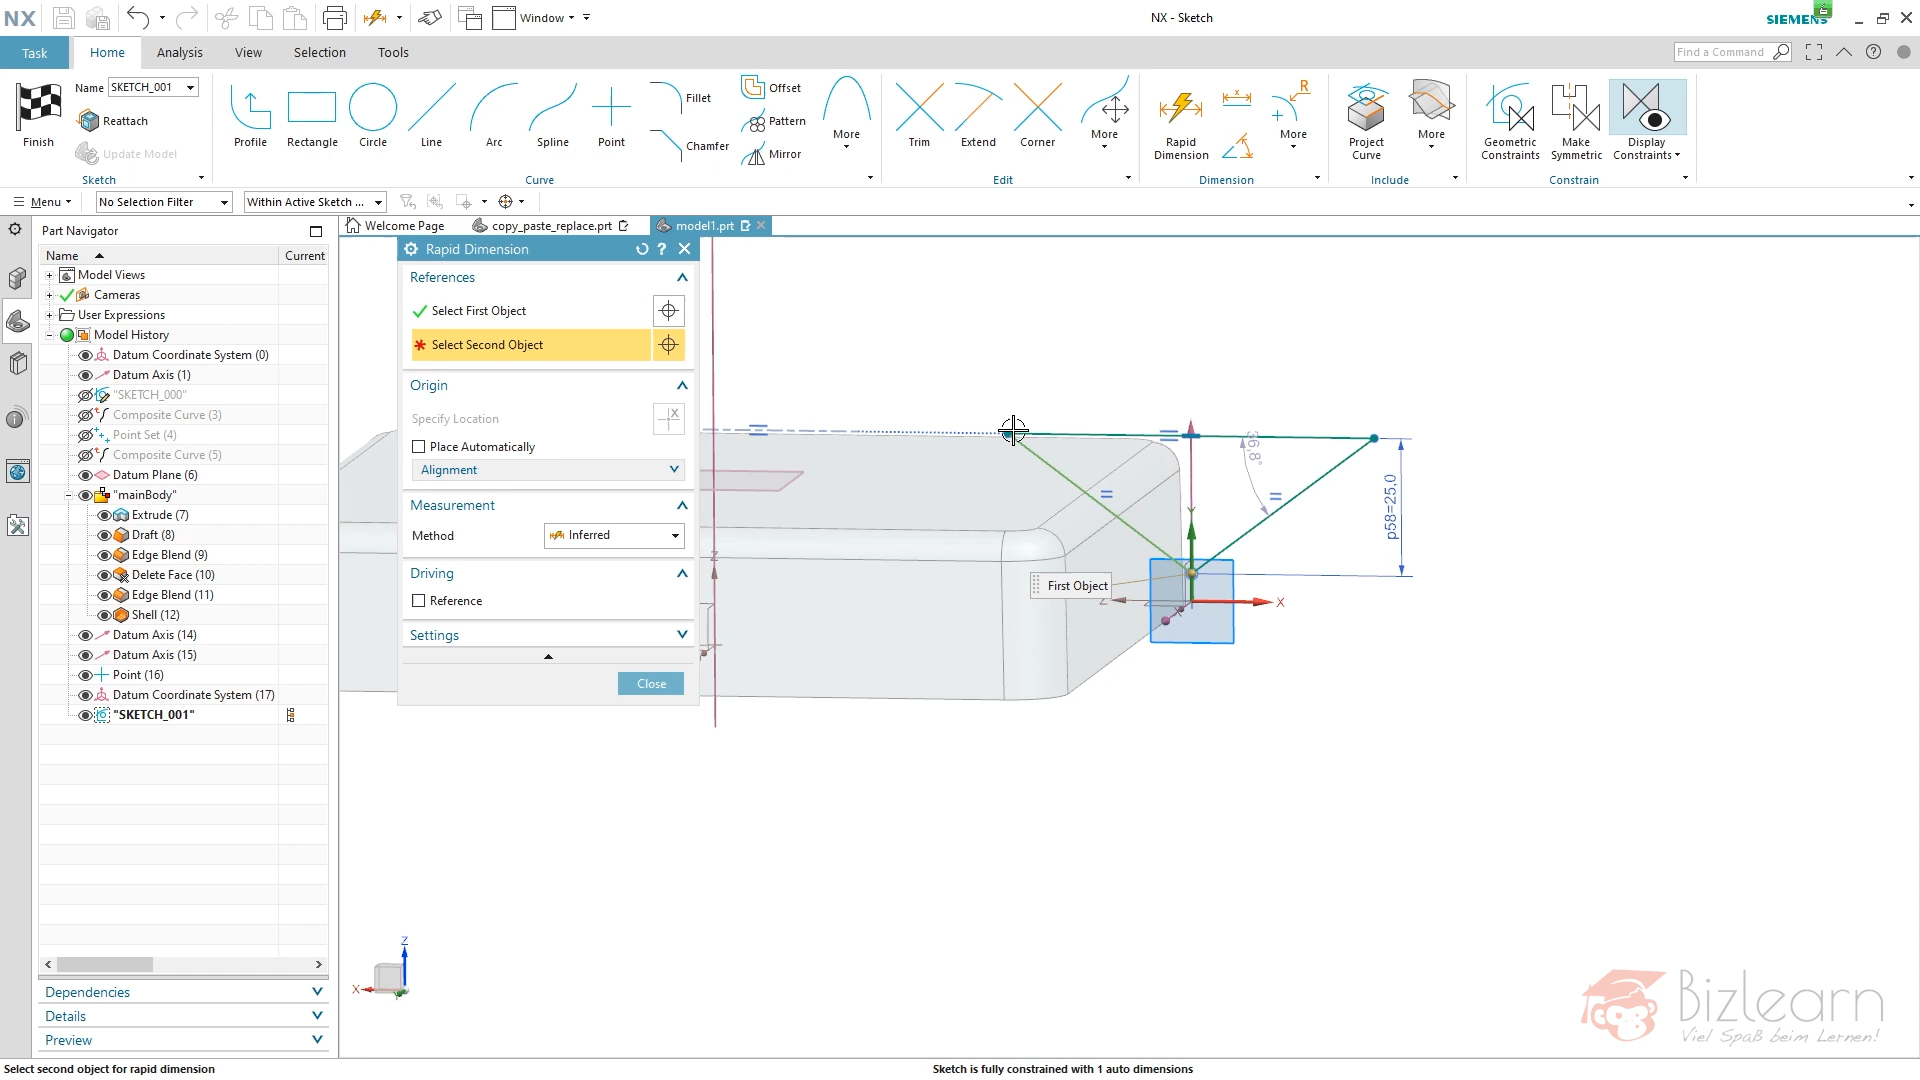 NX
Window
NX - Sketch
SIEMENS
Task
Home
Analysis
View
Selection
Tools
Find a Command
Finish
Name
SKETCH_001
Reattach
Update Model
Sketch
Profile
Rectangle
Circle
Line
Arc
Spline
Point
Fillet
Chamfer
Offset
Pattern
Mirror
More
Curve
Trim
Extend
Corner
More
Edit
Rapid
Dimension
More
Dimension
Project
Curve
More
Include
Geometric
Constraints
Make
Symmetric
Display
Constraints
Constrain
Menu
No Selection Filter
Within Active Sketch ...
Part Navigator
Name
Current
Model Views
Cameras
User Expressions
Model History
Datum Coordinate System (0)
Datum Axis (1)
"SKETCH_000"
Composite Curve (3)
Point Set (4)
Composite Curve (5)
Datum Plane (6)
"mainBody"
Extrude (7)
Draft (8)
Edge Blend (9)
Delete Face (10)
Edge Blend (11)
Shell (12)
Datum Axis (14)
Datum Axis (15)
Point (16)
Datum Coordinate System (17)
"SKETCH_001"
Dependencies
Details
Preview
Welcome Page
copy_paste_replace.prt
model1.prt
Rapid Dimension
References
Select First Object
Select Second Object
Origin
Specify Location
Place Automatically
Alignment
Measurement
Method
Inferred
Driving
Reference
Settings
Close
36,8°
p58=25,0
First Object
Z
Y
X
Z
X
Z
X
Bizlearn
Viel Spaß beim Lernen!
Select second object for rapid dimension
Sketch is fully constrained with 1 auto dimensions